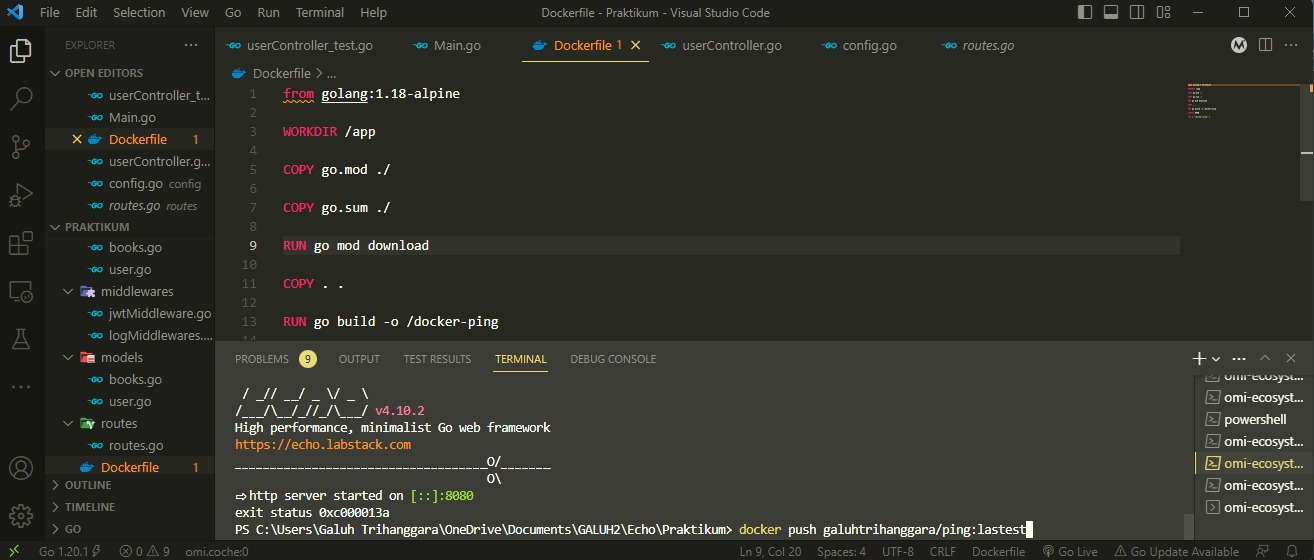 File Edit Selection View Go Run Terminal Help Dockerfile - Praktikum - Visual Studio Code
EXPLORER
OPEN EDITORS
userController_t...
Main.go
Dockerfile 1
userController.g...
config.go config
routes.go routes
PRAKTIKUM
books.go
user.go
middlewares
jwtMiddleware.go
logMiddlewares....
models
books.go
user.go
routes
routes.go
Dockerfile 1
OUTLINE
TIMELINE
GO
userController_test.go Main.go Dockerfile 1 userController.go config.go routes.go
Dockerfile > ...
1 from golang:1.18-alpine
2
3 WORKDIR /app
4
5 COPY go.mod ./
6
7 COPY go.sum ./
8
9 RUN go mod download
10
11 COPY . .
12
13 RUN go build -o /docker-ping
14
PROBLEMS 9 OUTPUT TEST RESULTS TERMINAL DEBUG CONSOLE
/ _// __/ _ \/ _ \
/___/\__/_//_/\___/ v4.10.2
High performance, minimalist Go web framework
https://echo.labstack.com
____________________________________O/_______
O\
⇨ http server started on [::]:8080
exit status 0xc000013a
PS C:\Users\Galuh Trihanggara\OneDrive\Documents\GALUH2\Echo\Praktikum> docker push galuhtrihanggara/ping:lastest
omi-ecosyst...
omi-ecosyst...
powershell
omi-ecosyst...
omi-ecosyst...
omi-ecosyst...
omi-ecosyst...
Go 1.20.1 0 9 omi.coche:0 Ln 9, Col 20 Spaces: 4 UTF-8 CRLF Dockerfile Go Live Go Update Available